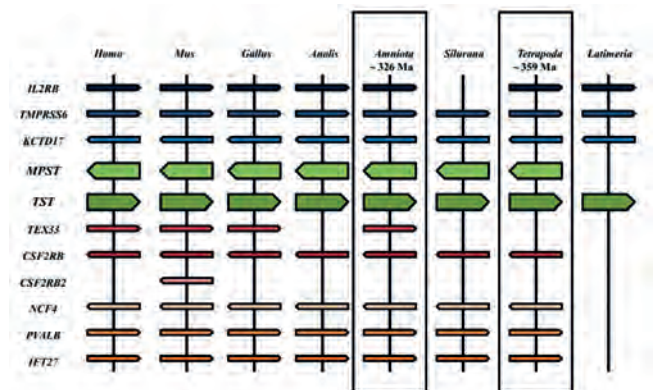 Homo Mus Gallus Anolis Amniota Silurana Tetrapoda Latimeria
~ 326 Ma ~359 Ma
IL2RB
TMPRSS6
KCTD17
MPST
TST
TEX33
CSF2RB
CSF2RB2
NCF4
PVALB
IFT27